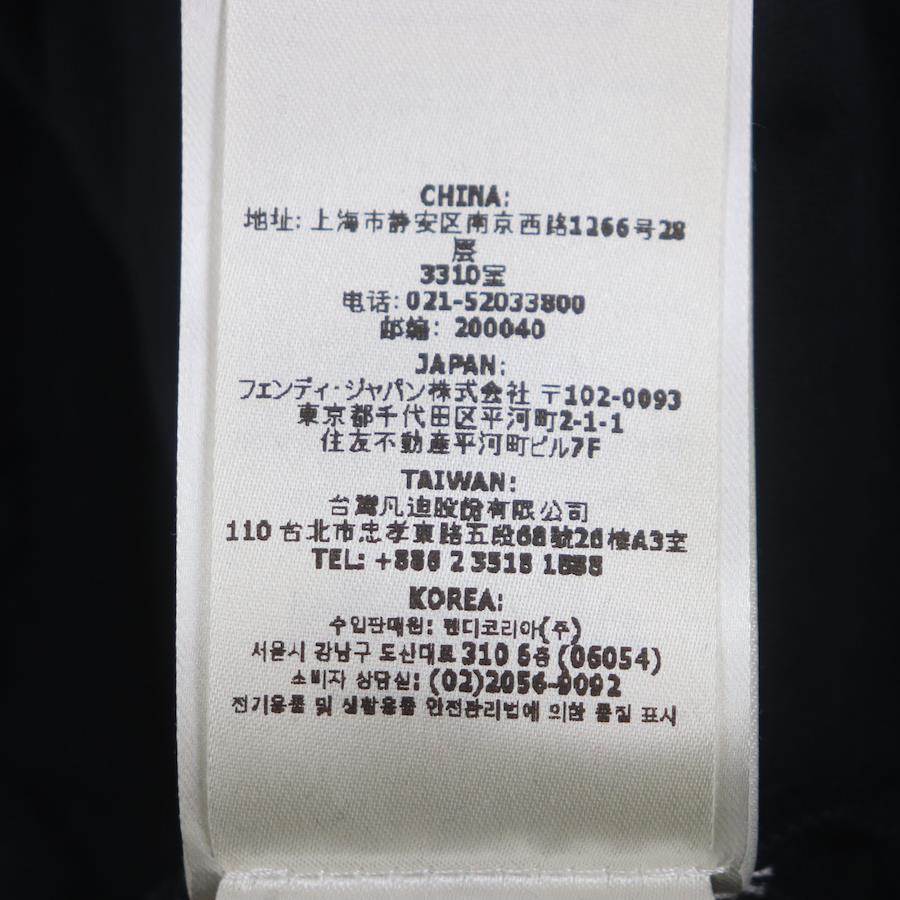 CHINA:
地址: 上海市静安区南京西路1266号28
层
3310室
电话: 021-52033800
邮编: 200040
JAPAN:
フェンディ・ジャパン株式会社 〒102-0093
東京都千代田区平河町2-1-1
住友不動産平河町ビル7F
TAIWAN:
台灣凡迪股份有限公司
110 台北市忠孝東路五段68號26樓A3室
TEL: +886 2 3518 1688
KOREA:
수입판매원: 펜디코리아(주)
서울시 강남구 도산대로 310 6층 (06054)
소비자 상담실: (02)2056-9092
전기용품 및 생활용품 안전관리법에 의한 품질 표시